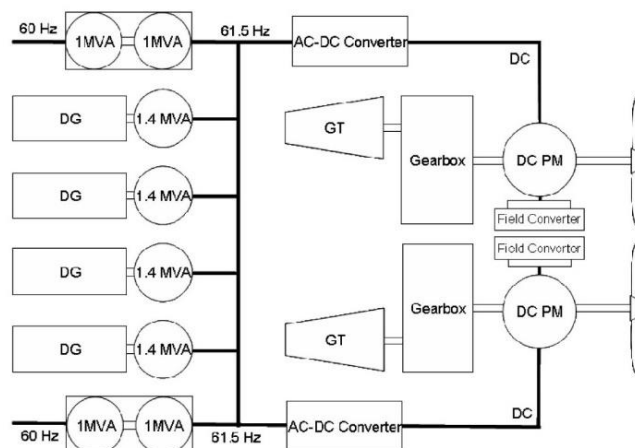 60 Hz
1MVA
1MVA
61.5 Hz
AC-DC Converter
DC
DG
1.4 MVA
GT
Gearbox
DC PM
DG
1.4 MVA
Field Converter
Field Convertor
DG
1.4 MVA
Gearbox
DC PM
GT
DG
1.4 MVA
60 Hz
1MVA
1MVA
61.5 Hz
AC-DC Converter
DC